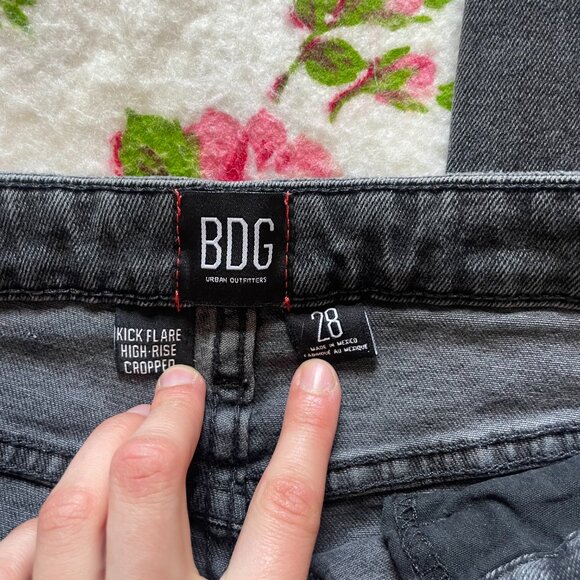 BDG
URBAN OUTFITTERS
KICK FLARE
HIGH-RISE
CROPPED
28
MADE IN MEXICO
FABRIQUÉ AU MEXIQUE